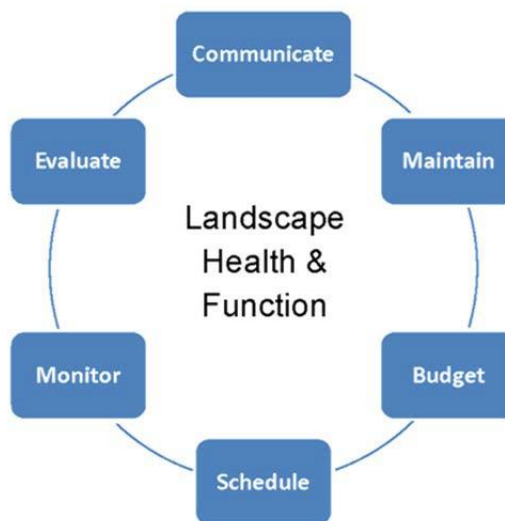 Communicate
Evaluate
Maintain
Landscape
Health &
Function
Monitor
Budget
Schedule